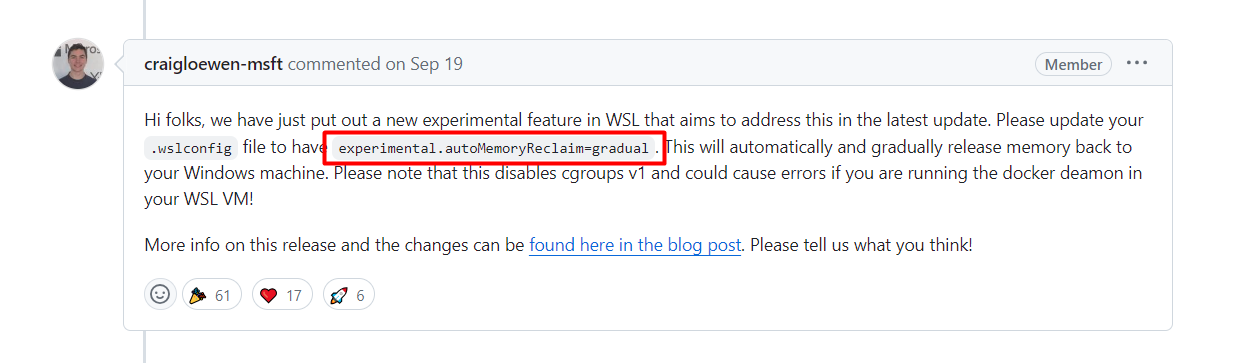 craigloewen-msft commented on Sep 19
Member
Hi folks, we have just put out a new experimental feature in WSL that aims to address this in the latest update. Please update your
.wslconfig file to have experimental.autoMemoryReclaim=gradual . This will automatically and gradually release memory back to
your Windows machine. Please note that this disables cgroups v1 and could cause errors if you are running the docker deamon in
your WSL VM!
More info on this release and the changes can be found here in the blog post. Please tell us what you think!
61 17 6